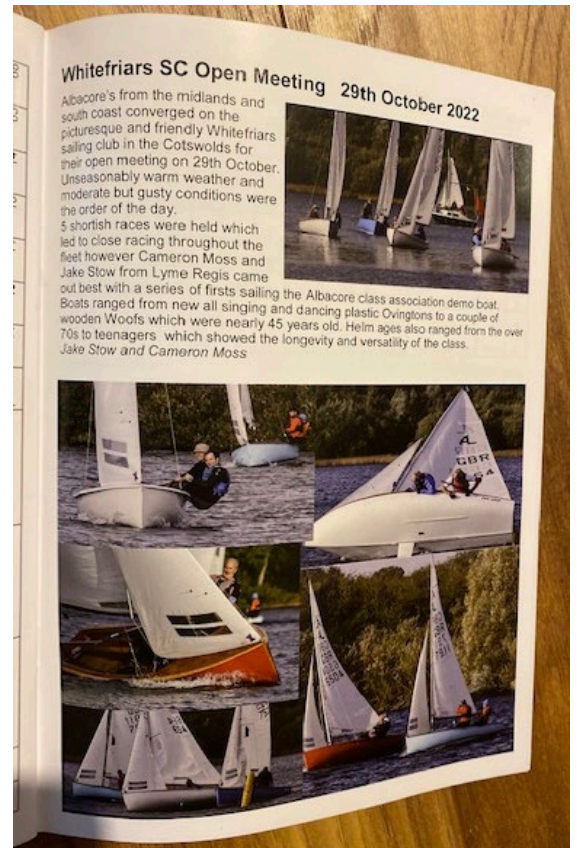 Whitefriars SC Open Meeting 29th October 2022
Albacore's from the midlands and
south coast converged on the
picturesque and friendly Whitefriars
sailing club in the Cotswolds for
their open meeting on 29th October.
Unseasonably warm weather and
moderate but gusty conditions were
the order of the day.
5 shortish races were held which
led to close racing throughout the
fleet however Cameron Moss and
Jake Stow from Lyme Regis came
out best with a series of firsts sailing the Albacore class association demo boat.
Boats ranged from new all singing and dancing plastic Ovingtons to a couple of
wooden Woofs which were nearly 45 years old. Helm ages also ranged from the over
70s to teenagers which showed the longevity and versatility of the class.
Jake Stow and Cameron Moss
AL
GBR